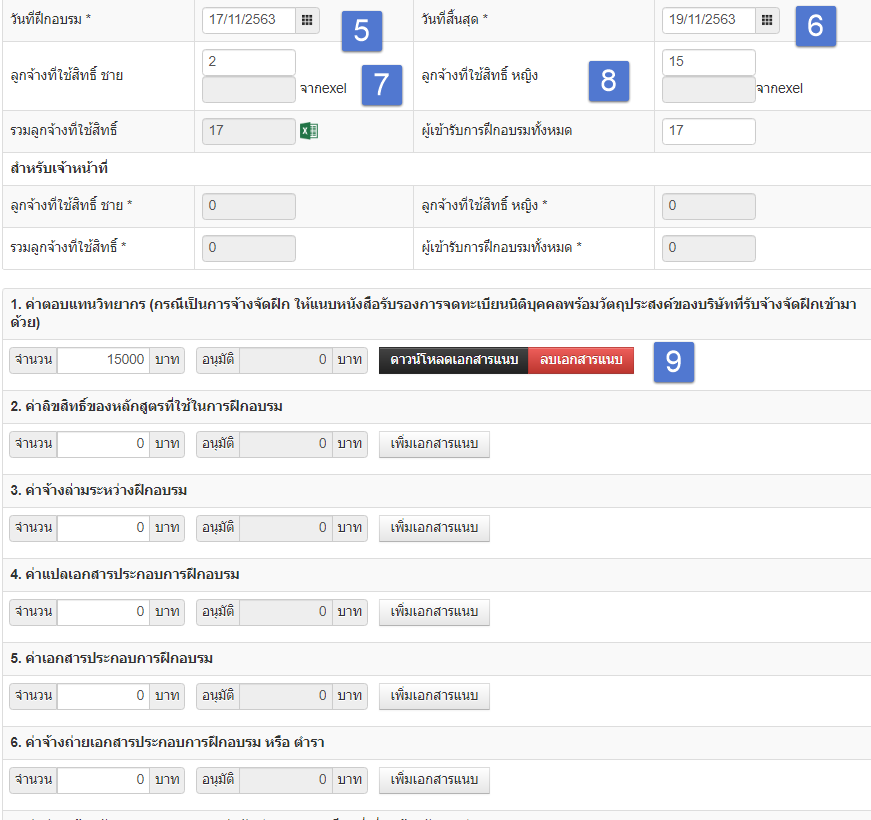 วันที่ฝึกอบรม * 17/11/2563 5 วันที่สิ้นสุด * 19/11/2563 6
ลูกจ้างที่ใช้สิทธิ์ ชาย 2 จากexel 7 ลูกจ้างที่ใช้สิทธิ์ หญิง 8 15 จากexel
รวมลูกจ้างที่ใช้สิทธิ์ 17 ผู้เข้ารับการฝึกอบรมทั้งหมด 17
สำหรับเจ้าหน้าที่
ลูกจ้างที่ใช้สิทธิ์ ชาย * 0 ลูกจ้างที่ใช้สิทธิ์ หญิง * 0
รวมลูกจ้างที่ใช้สิทธิ์ * 0 ผู้เข้ารับการฝึกอบรมทั้งหมด * 0
1. ค่าตอบแทนวิทยากร (กรณีเป็นการจ้างจัดฝึก ให้แนบหนังสือรับรองการจดทะเบียนนิติบุคคลพร้อมวัตถุประสงค์ของบริษัทที่รับจ้างจัดฝึกเข้ามา
ด้วย)
จำนวน 15000 บาท อนุมัติ 0 บาท ดาวน์โหลดเอกสารแนบ ลบเอกสารแนบ 9
2. ค่าลิขสิทธิ์ของหลักสูตรที่ใช้ในการฝึกอบรม
จำนวน 0 บาท อนุมัติ 0 บาท เพิ่มเอกสารแนบ
3. ค่าจ้างล่ามระหว่างฝึกอบรม
จำนวน 0 บาท อนุมัติ 0 บาท เพิ่มเอกสารแนบ
4. ค่าแปลเอกสารประกอบการฝึกอบรม
จำนวน 0 บาท อนุมัติ 0 บาท เพิ่มเอกสารแนบ
5. ค่าเอกสารประกอบการฝึกอบรม
จำนวน 0 บาท อนุมัติ 0 บาท เพิ่มเอกสารแนบ
6. ค่าจ้างถ่ายเอกสารประกอบการฝึกอบรม หรือ ตำรา
จำนวน 0 บาท อนุมัติ 0 บาท เพิ่มเอกสารแนบ